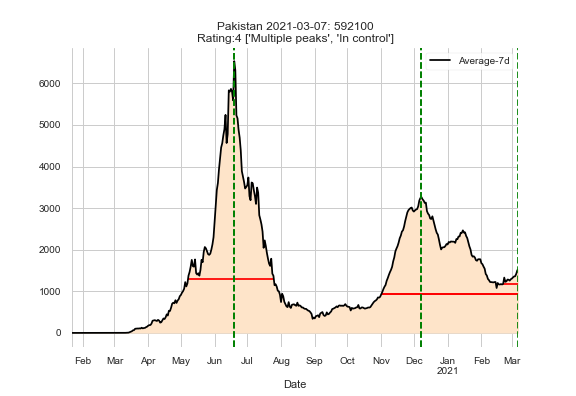 Pakistan 2021-03-07: 592100
Rating:4 ['Multiple peaks', 'In control']
Average-7d
6000
5000
4000
3000
2000
1000
0
Feb Mar Apr May Jun Jul Aug Sep Oct Nov Dec Jan Feb Mar
2021
Date